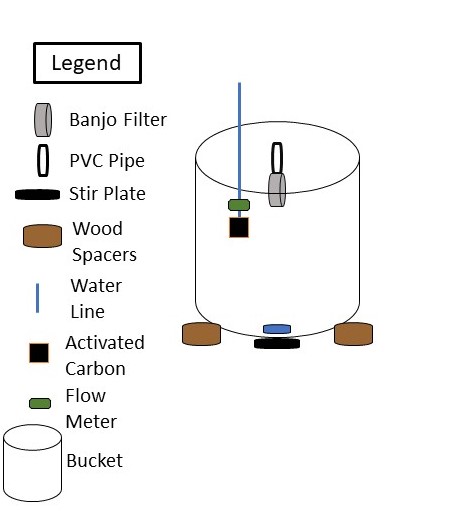 Legend
Banjo Filter
PVC Pipe
Stir Plate
Wood
Spacers
Water
Line
Activated
Carbon
Flow
Meter
Bucket